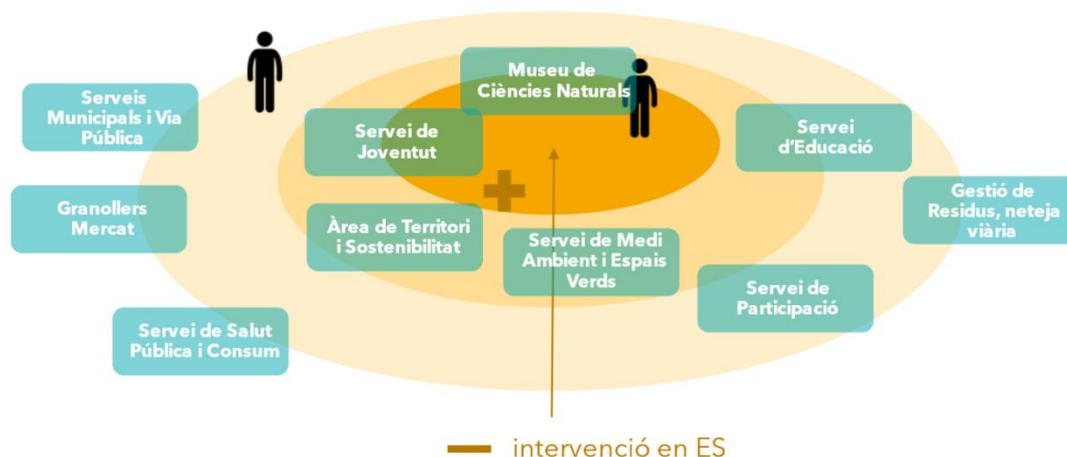 Museu de
Ciències Naturals
Serveis
Municipals i Via
Pública
Servei de
Joventut
Servei
d'Educació
Granollers
Mercat
Gestió de
Residus, neteja
viària
Àrea de Territori
i Sostenibilitat
Servei de Medi
Ambient i Espais
Verds
Servei de
Participació
Servei de Salut
Pública i Consum
intervenció en ES